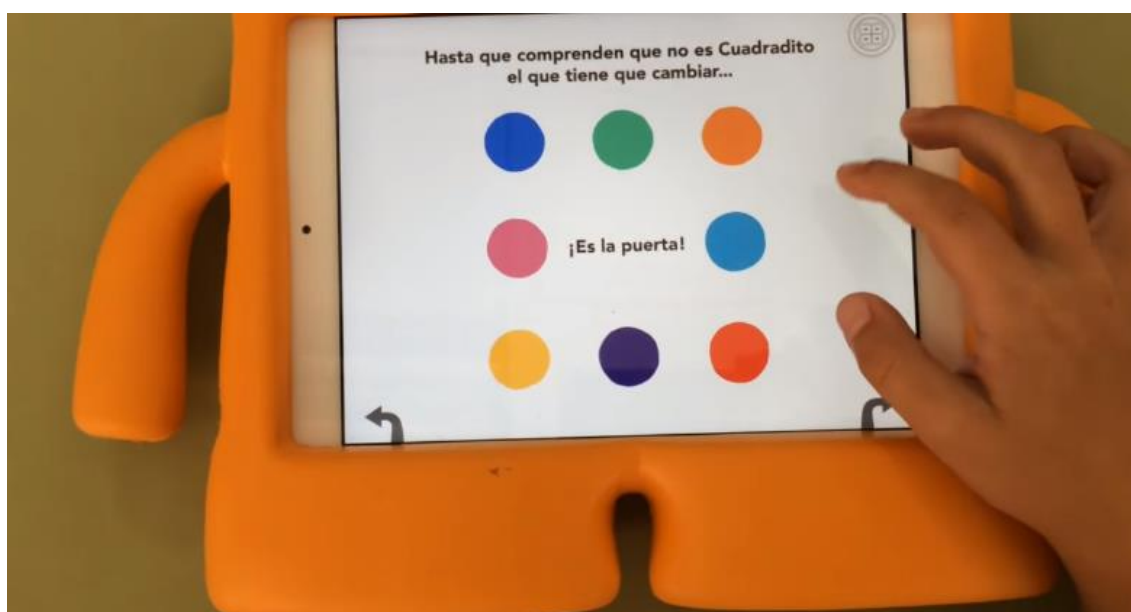 Hasta que comprenden que no es Cuadradito
el que tiene que cambiar...
¡Es la puerta!